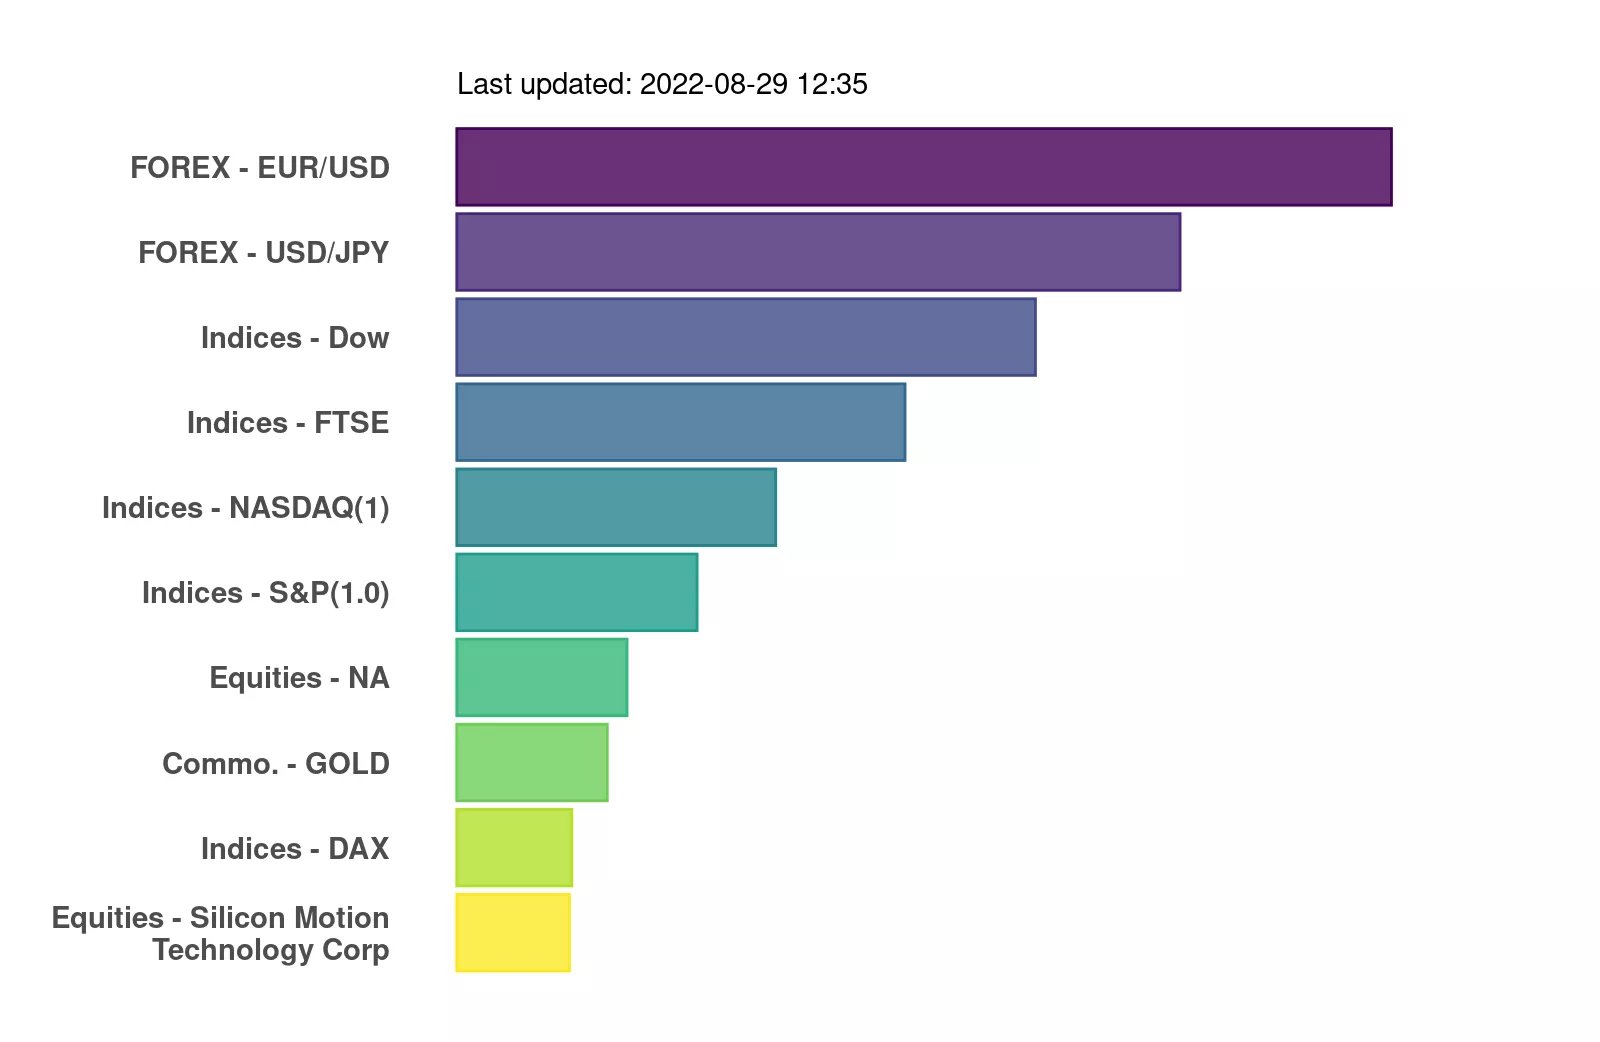 Last updated: 2022-08-29 12:35
FOREX - EUR/USD
FOREX - USD/JPY
Indices - Dow
Indices - FTSE
Indices - NASDAQ(1)
Indices - S&P(1.0)
Equities - NA
Commo. - GOLD
Indices - DAX
Equities - Silicon Motion
Technology Corp